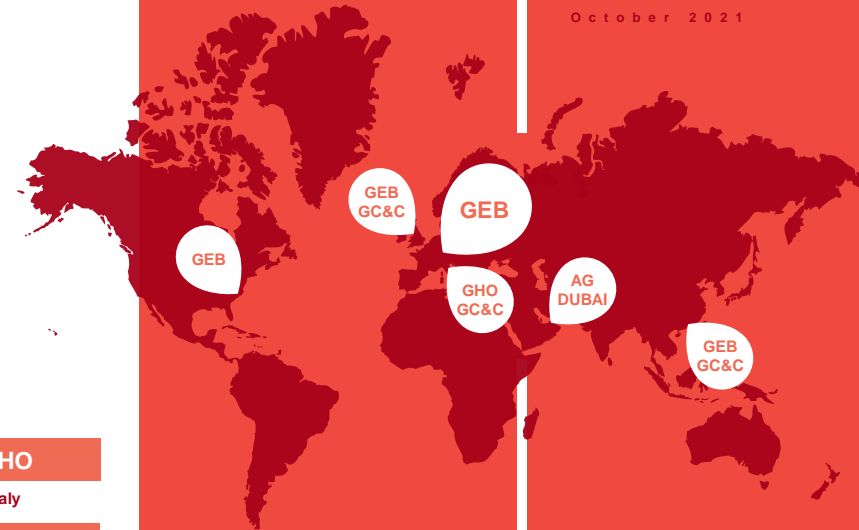 October 2021
GEB
GC&C
GEB
GEB
AG
DUBAI
GHO
GC&C
GEB
GC&C
HO
aly